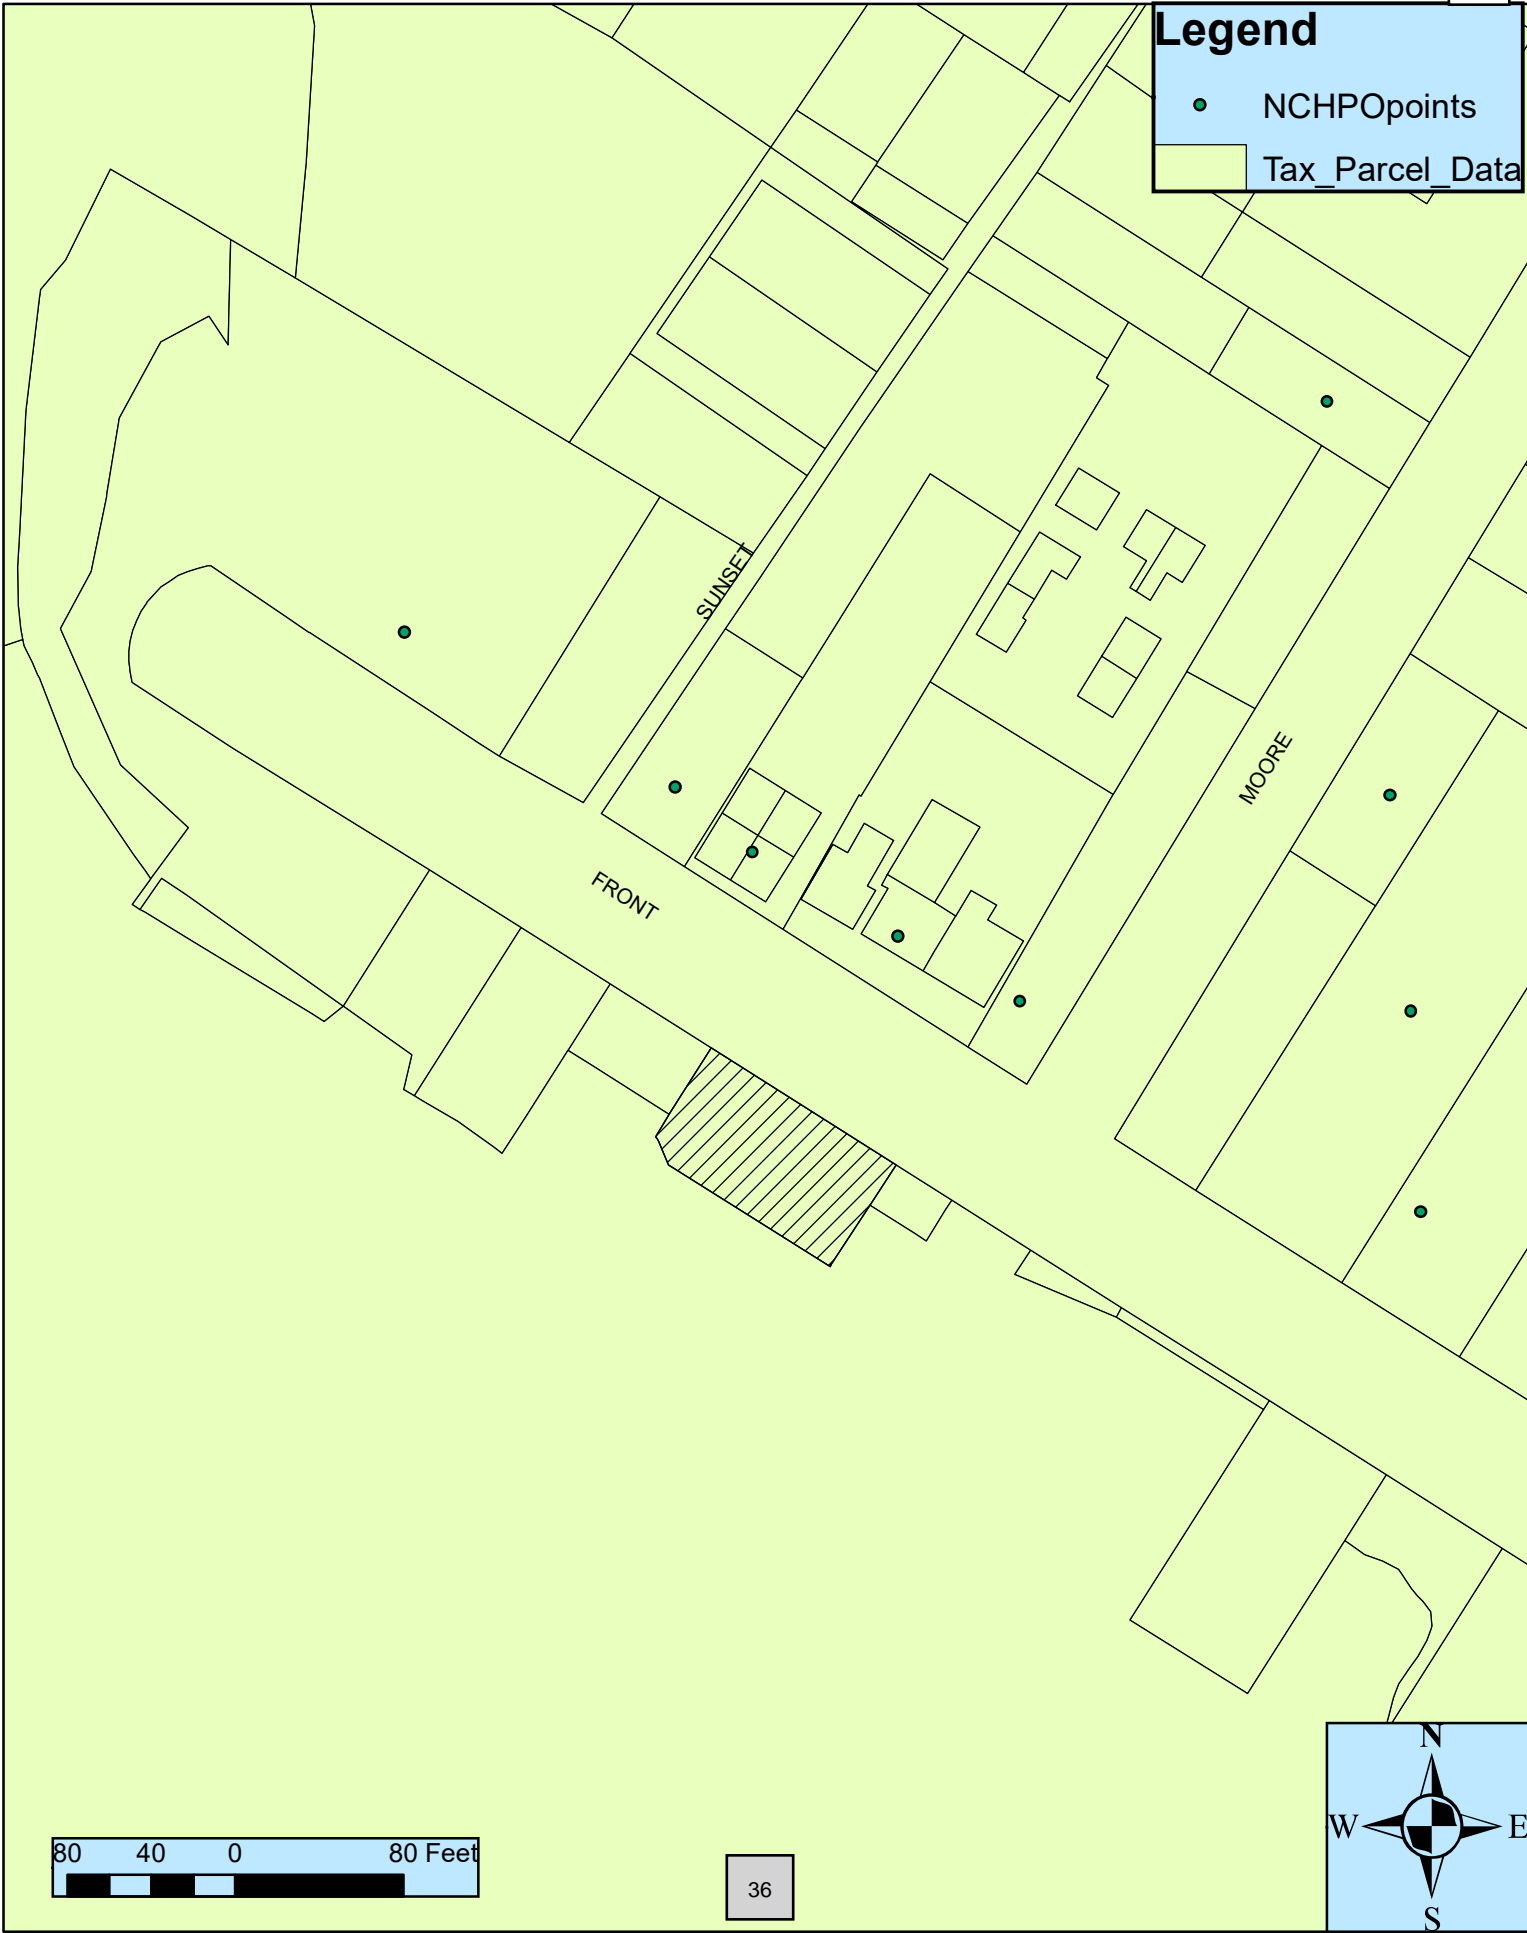 Legend
NCHPOpoints
Tax_Parcel_Data
SUNSET
MOORE
FRONT
N
W E
S
80 40 0 80 Feet
36